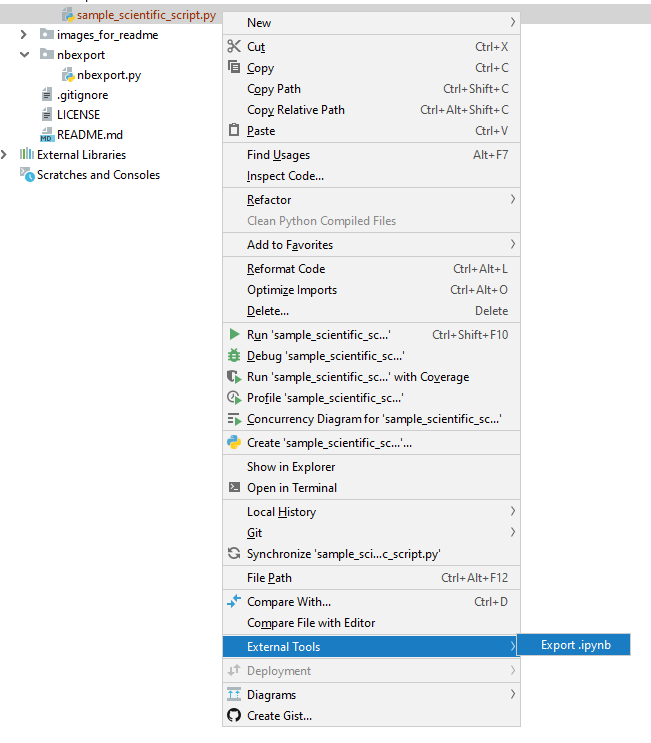 sample_scientific_script.py
images_for_readme
nbexport
nbexport.py
.gitignore
LICENSE
MD README.md
External Libraries
Scratches and Consoles
New
Cut Ctrl+X
Copy Ctrl+C
Copy Path Ctrl+Shift+C
Copy Relative Path Ctrl+Alt+Shift+C
Paste Ctrl+V
Find Usages Alt+F7
Inspect Code...
Refactor
Clean Python Compiled Files
Add to Favorites
Reformat Code Ctrl+Alt+L
Optimize Imports Ctrl+Alt+O
Delete... Delete
Run 'sample_scientific_sc...' Ctrl+Shift+F10
Debug 'sample_scientific_sc...'
Run 'sample_scientific_sc...' with Coverage
Profile 'sample_scientific_sc...'
Concurrency Diagram for 'sample_scientific_sc...'
Create 'sample_scientific_sc...'...
Show in Explorer
Open in Terminal
Local History
Git
Synchronize 'sample_sci...c_script.py'
File Path Ctrl+Alt+F12
Compare With... Ctrl+D
Compare File with Editor
External Tools
Export .ipynb
Deployment
Diagrams
Create Gist...